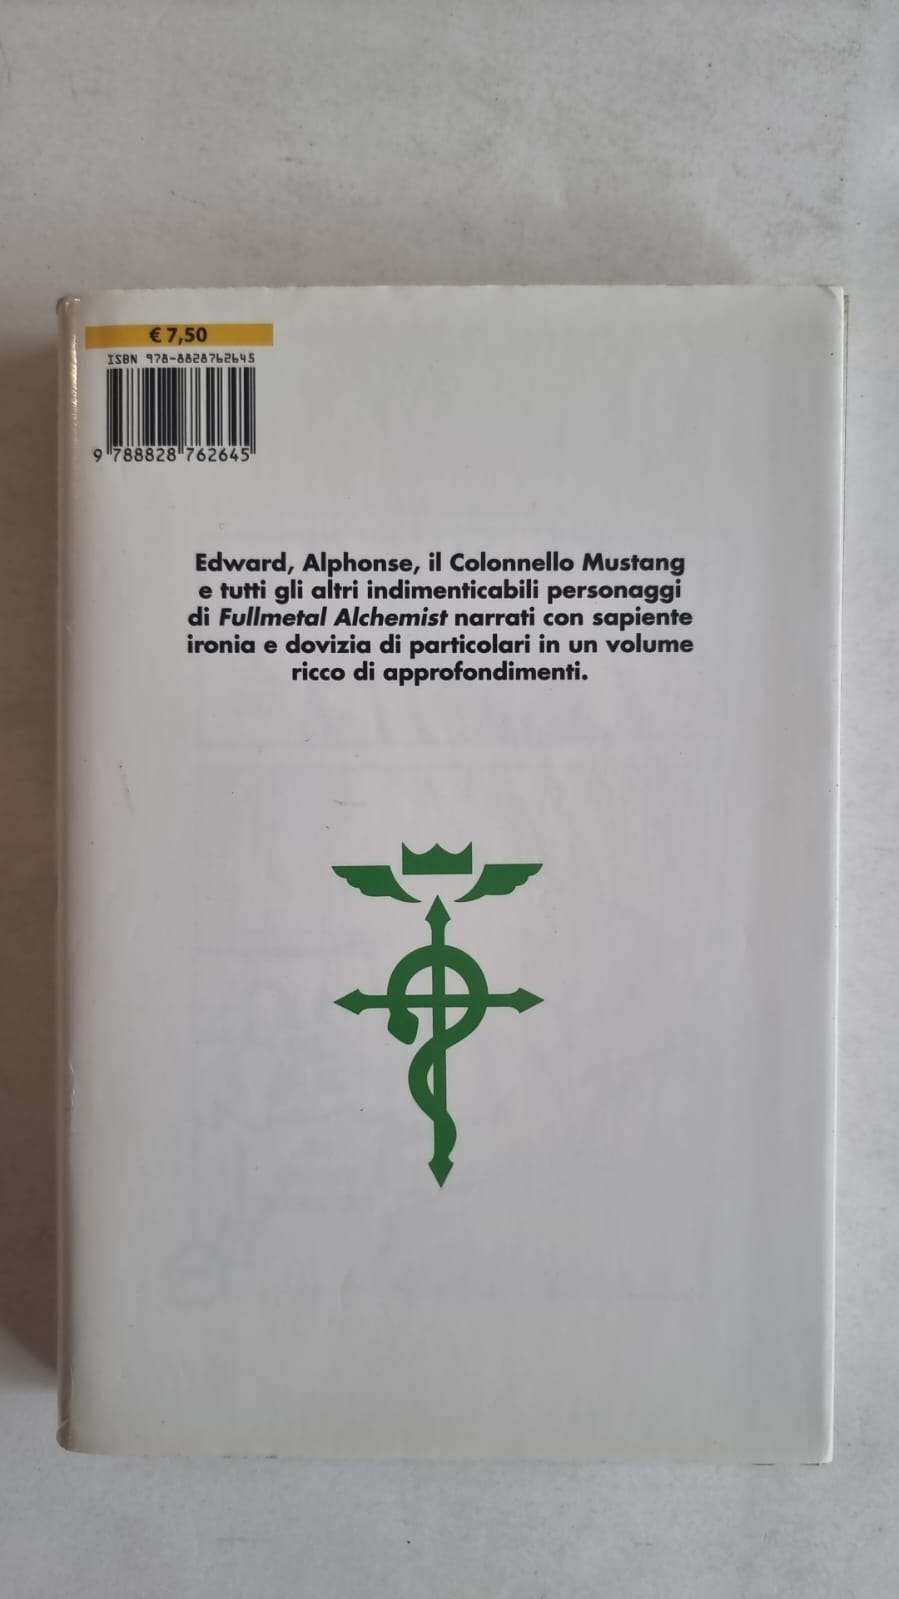 € 7,50
ISBN 978-8828762645
9 788828 762645
Edward, Alphonse, il Colonnello Mustang
e tutti gli altri indimenticabili personaggi
di Fullmetal Alchemist narrati con sapiente
ironia e dovizia di particolari in un volume
ricco di approfondimenti.